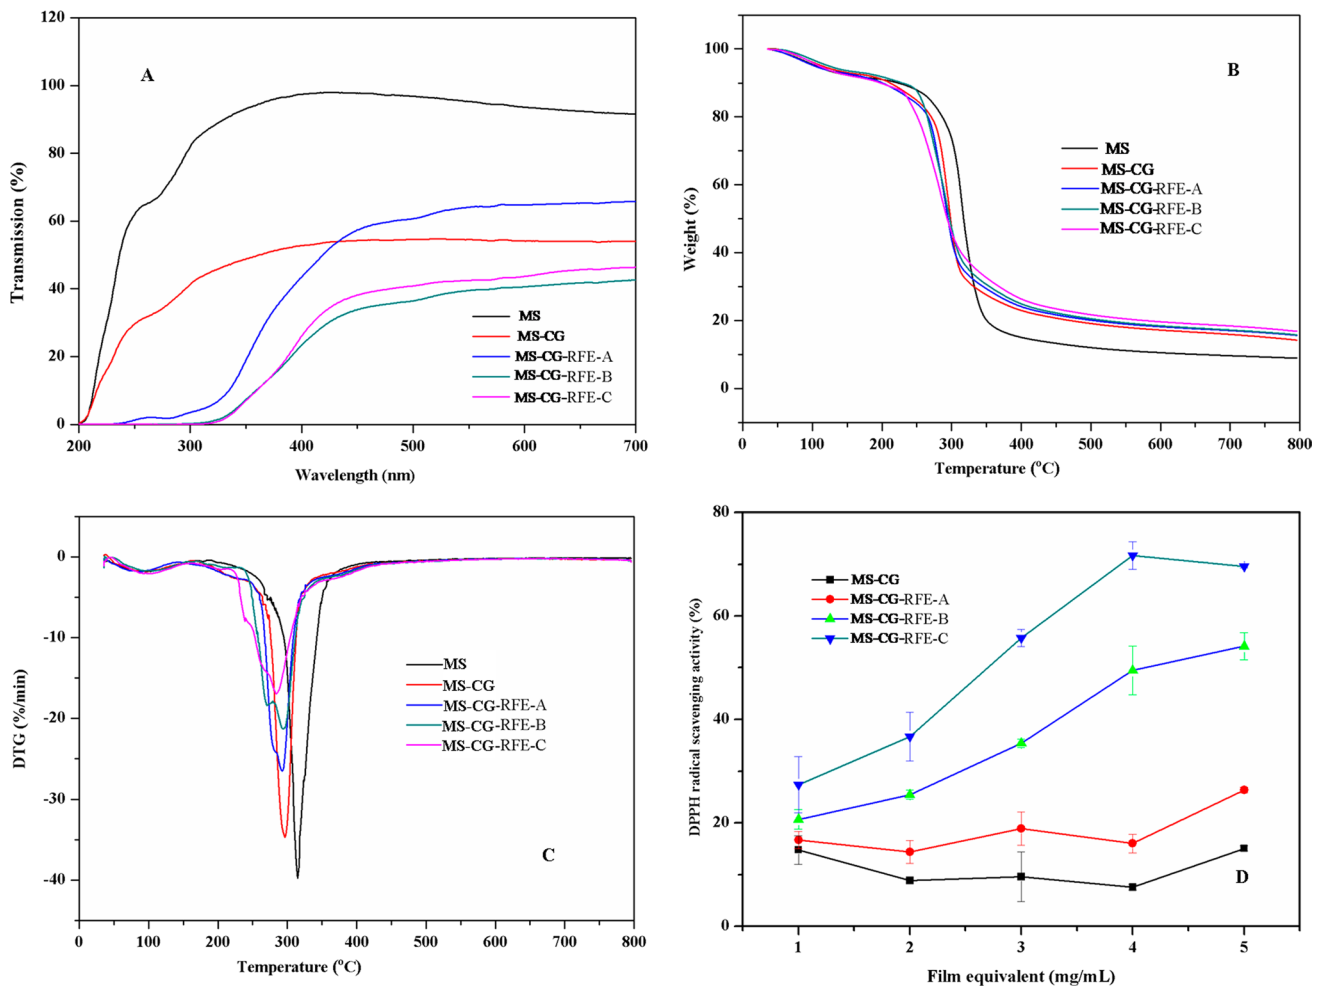 120
100
80
60
40
20
0
Transmission (%)
A
MS
MS-CG
MS-CG-RFE-A
MS-CG-RFE-B
MS-CG-RFE-C
200 300 400 500 600 700
Wavelength (nm)
100
80
60
40
20
0
Weight (%)
B
MS
MS-CG
MS-CG-RFE-A
MS-CG-RFE-B
MS-CG-RFE-C
0 100 200 300 400 500 600 700 800
Temperature (°C)
0
-10
-20
-30
-40
DTG (%/min)
MS
MS-CG
MS-CG-RFE-A
MS-CG-RFE-B
MS-CG-RFE-C
C
0 100 200 300 400 500 600 700 800
Temperature (°C)
80
60
40
20
0
DPPH radical scavenging activity (%)
MS-CG
MS-CG-RFE-A
MS-CG-RFE-B
MS-CG-RFE-C
D
1 2 3 4 5
Film equivalent (mg/mL)